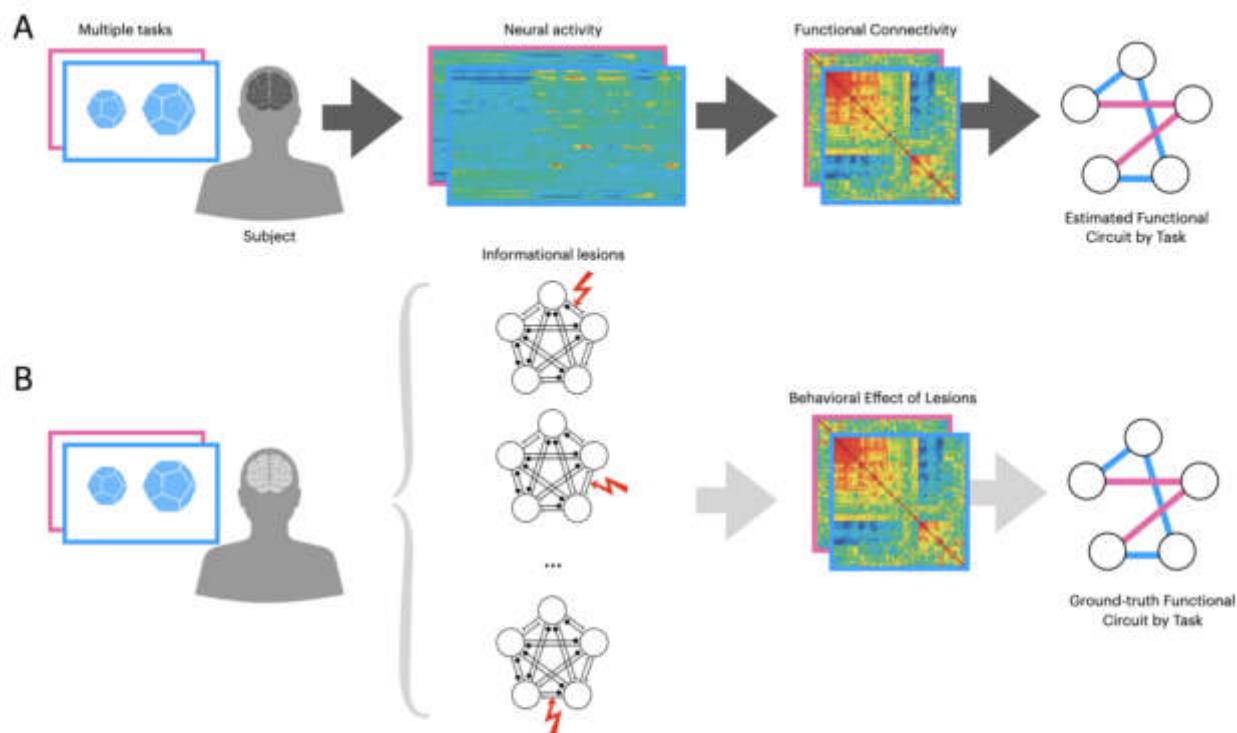 A
Multiple tasks
Neural activity
Functional Connectivity
Subject
Estimated Functional
Circuit by Task
Informational lesions
B
Behavioral Effect of Lesions
...
Ground-truth Functional
Circuit by Task